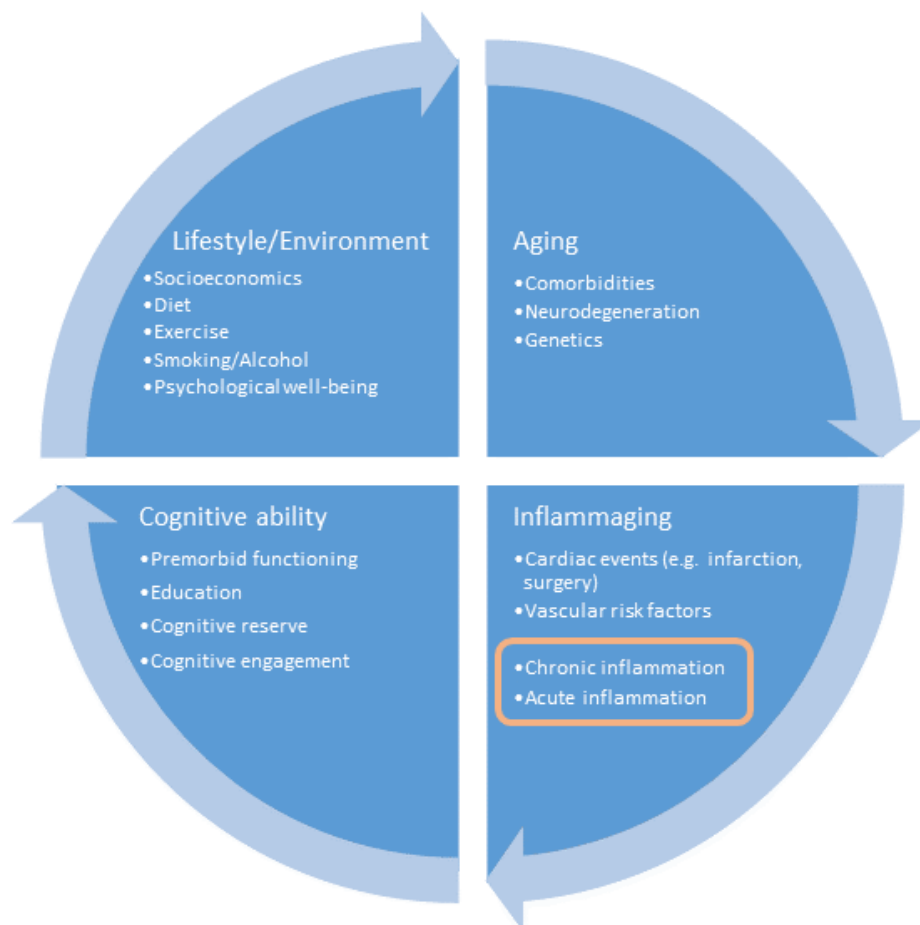 Lifestyle/Environment
•Socioeconomics
•Diet
•Exercise
•Smoking/Alcohol
•Psychological well-being
Aging
•Comorbidities
•Neurodegeneration
•Genetics
Cognitive ability
•Premorbid functioning
•Education
•Cognitive reserve
•Cognitive engagement
Inflammaging
•Cardiac events (e.g. infarction,
surgery)
•Vascular risk factors
•Chronic inflammation
•Acute inflammation